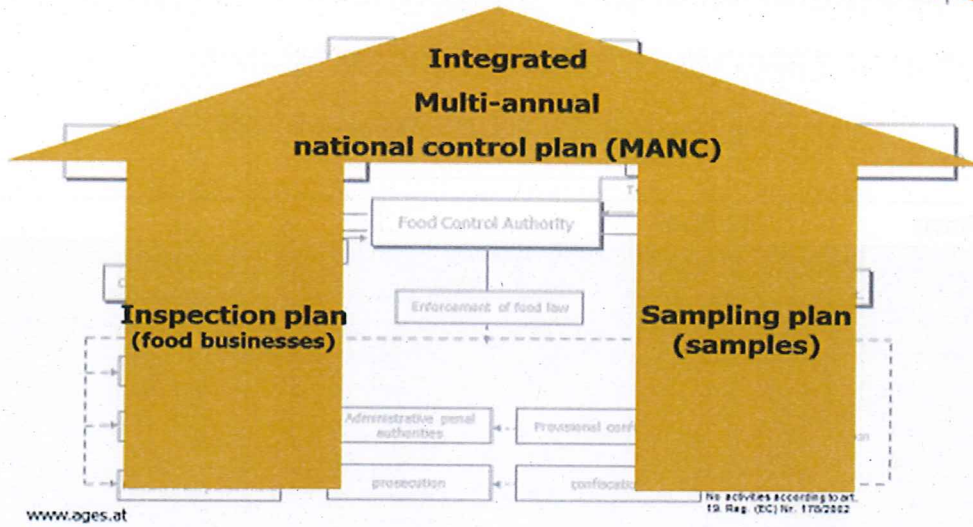 Integrated
Multi-annual
national control plan (MANC)
Food Control Authority
Enforcement of food law
Inspection plan
(food businesses)
Sampling plan
(samples)
Administrative penal
authorities
Provisional
prosecution
No activities according to art.
19. Reg. (EC) Nr. 178/2002
www.ages.at